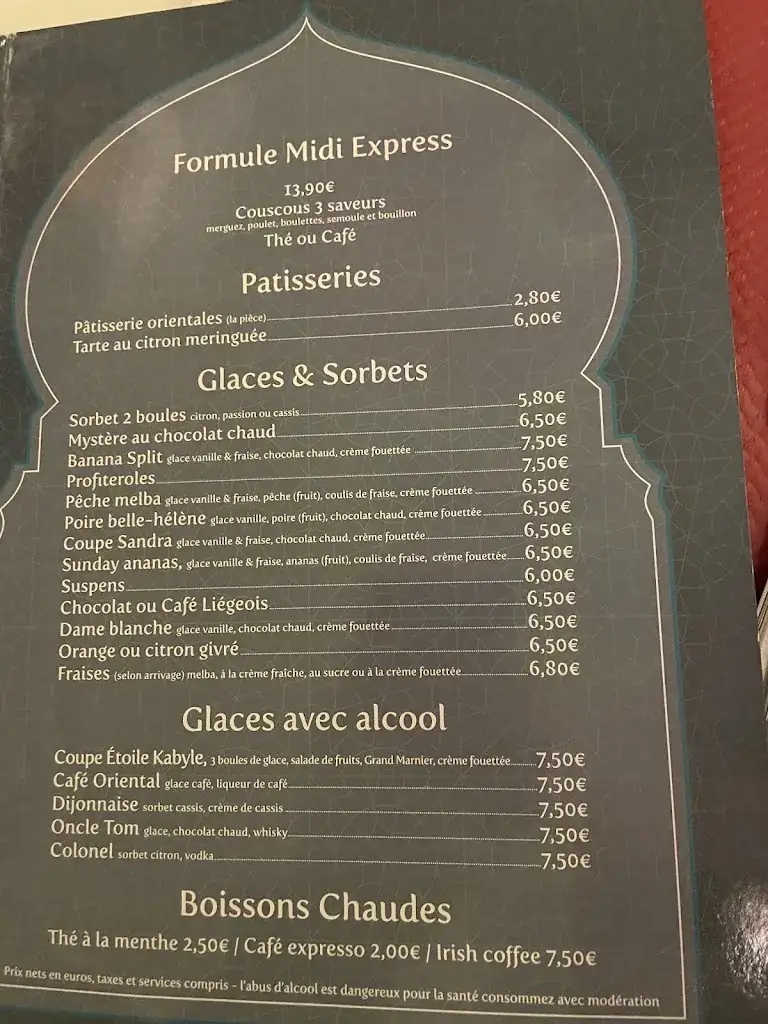 Formule Midi Express
13,90€
Couscous 3 saveurs
merguez, poulet, boulettes, semoule et bouillon
Thé ou Café
Patisseries
Pâtisserie orientales (la pièce) 2,80€
Tarte au citron meringuée 6,00€
Glaces & Sorbets
Sorbet 2 boules citron, passion ou cassis 5,80€
Mystère au chocolat chaud 6,50€
Banana Split glace vanille & fraise, chocolat chaud, crème fouettée 7,50€
Profiteroles 7,50€
Pêche melba glace vanille & fraise, pêche (fruit), coulis de fraise, crème fouettée 6,50€
Poire belle-hélène glace vanille, poire (fruit), chocolat chaud, crème fouettée 6,50€
Coupe Sandra glace vanille & fraise, chocolat chaud, crème fouettée 6,50€
Sunday ananas, glace vanille & fraise, ananas (fruit), coulis de fraise, crème fouettée 6,50€
Suspens 6,00€
Chocolat ou Café Liégeois 6,50€
Dame blanche glace vanille, chocolat chaud, crème fouettée 6,50€
Orange ou citron givré 6,50€
Fraises (selon arrivage) melba, à la crème fraîche, au sucre ou à la crème fouettée 6,80€
Glaces avec alcool
Coupe Étoile Kabyle, 3 boules de glace, salade de fruits, Grand Marnier, crème fouettée 7,50€
Café Oriental glace café, liqueur de café 7,50€
Dijonnaise sorbet cassis, crème de cassis 7,50€
Oncle Tom glace, chocolat chaud, whisky 7,50€
Colonel sorbet citron, vodka 7,50€
Boissons Chaudes
Thé à la menthe 2,50€ / Café expresso 2,00€ / Irish coffee 7,50€
Prix nets en euros, taxes et services compris - l'abus d'alcool est dangereux pour la santé consommez avec modération